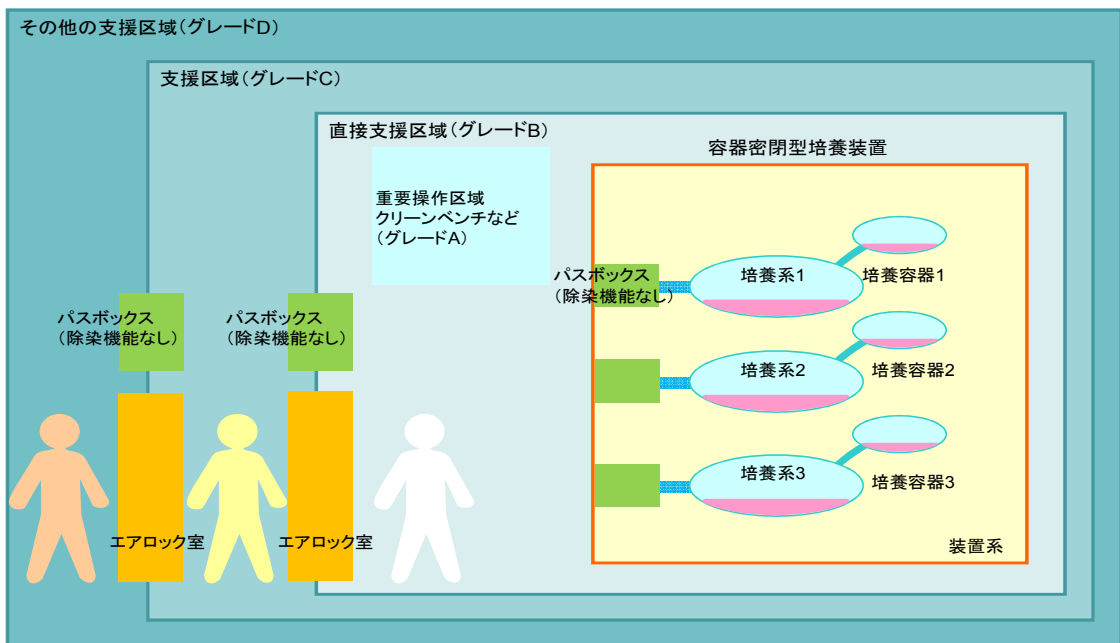 その他の支援区域(グレードD)
支援区域(グレードC)
直接支援区域(グレードB)
容器密閉型培養装置
重要操作区域
クリーンベンチなど
(グレードA)
パスボックス
(除染機能なし)
培養系1
培養容器1
パスボックス
(除染機能なし)
パスボックス
(除染機能なし)
培養系2
培養容器2
培養系3
培養容器3
エアロック室
エアロック室
装置系